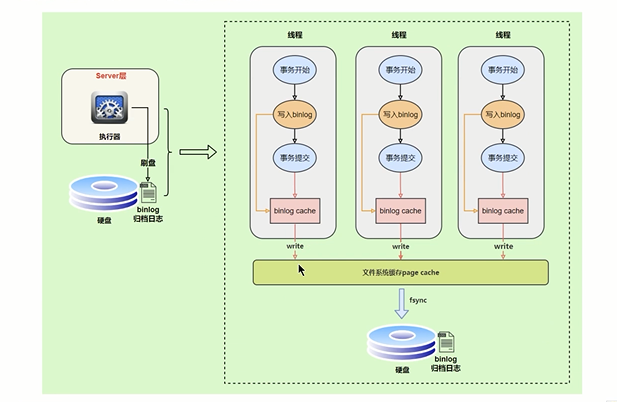 Server层
执行器
刷盘
硬盘
binlog
归档日志
线程
线程
线程
事务开始
事务开始
事务开始
写入binlog
写入binlog
写入binlog
事务提交
事务提交
事务提交
binlog cache
binlog cache
binlog cache
write
write
write
文件系统缓存page cache
fsync
硬盘
binlog
归档日志